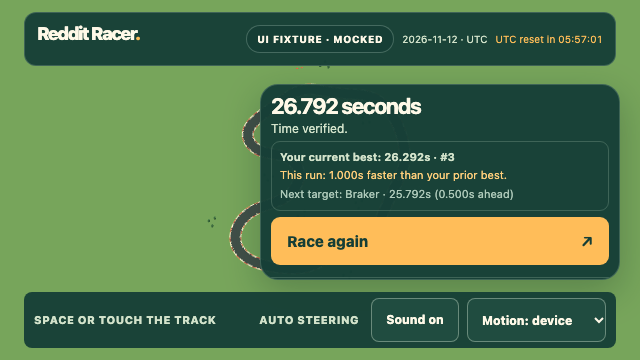 Reddit Racer.
UI FIXTURE · MOCKED
2026-11-12 · UTC
UTC reset in 05:57:01
26.792 seconds
Time verified.
Your current best: 26.292s · #3
This run: 1.000s faster than your prior best.
Next target: Braker · 25.792s (0.500s ahead)
Race again
SPACE OR TOUCH THE TRACK
AUTO STEERING
Sound on
Motion: device